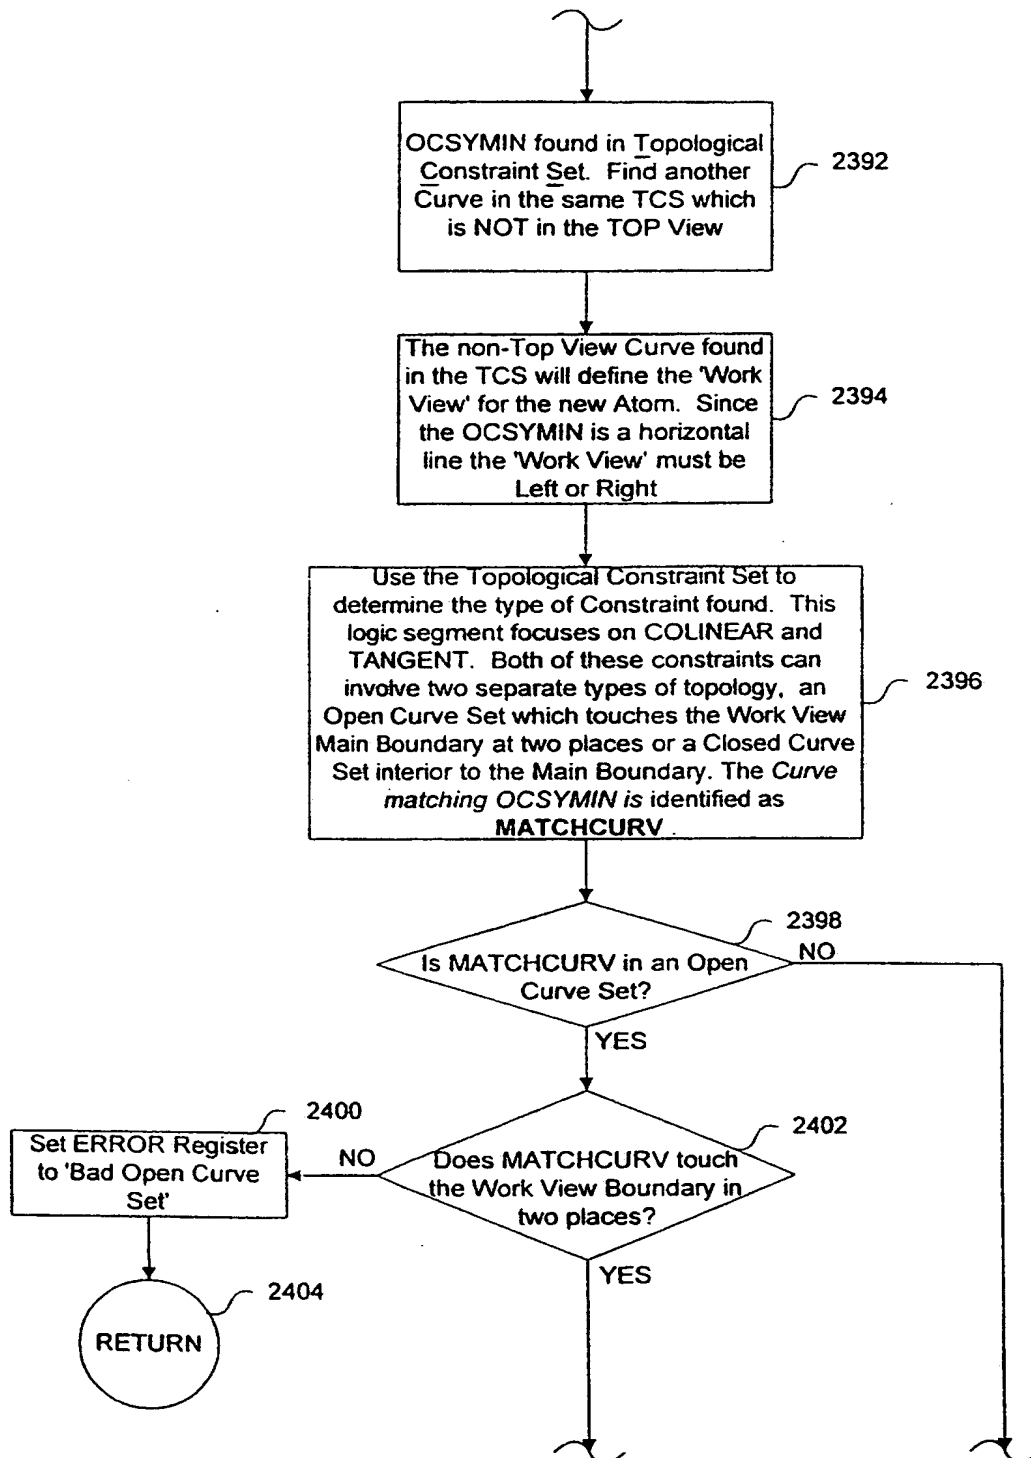 OCSYMIN found in Topological
Constraint Set. Find another
Curve in the same TCS which
is NOT in the TOP View
2392
The non-Top View Curve found
in the TCS will define the 'Work
View' for the new Atom. Since
the OCSYMIN is a horizontal
line the 'Work View' must be
Left or Right
2394
Use the Topological Constraint Set to
determine the type of Constraint found. This
logic segment focuses on COLINEAR and
TANGENT. Both of these constraints can
involve two separate types of topology, an
Open Curve Set which touches the Work View
Main Boundary at two places or a Closed Curve
Set interior to the Main Boundary. The Curve
matching OCSYMIN is identified as
MATCHCURV
2396
2398
Is MATCHCURV in an Open
Curve Set?
NO
YES
2400
Set ERROR Register
to 'Bad Open Curve
Set'
NO
2402
Does MATCHCURV touch
the Work View Boundary in
two places?
YES
2404
RETURN